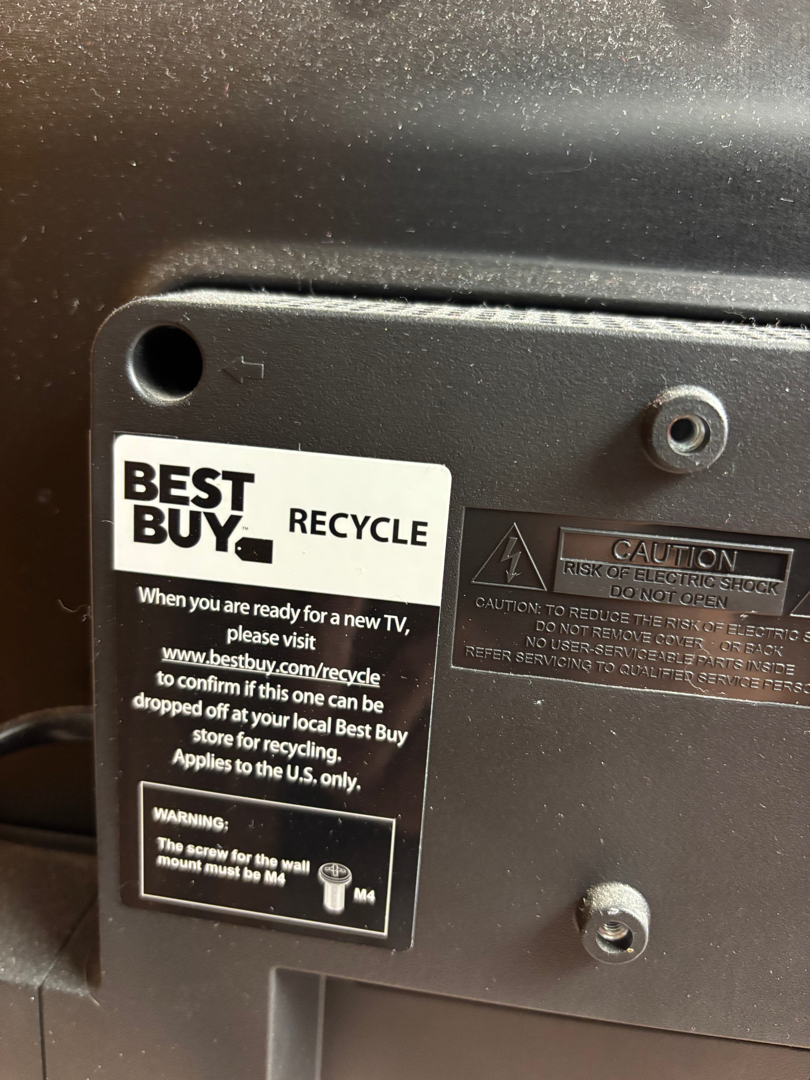 BEST
BUY™
RECYCLE
When you are ready for a new TV,
please visit
www.bestbuy.com/recycle
to confirm if this one can be
dropped off at your local Best Buy
store for recycling.
Applies to the U.S. only.
WARNING:
The screw for the wall
mount must be M4
M4
CAUTION
RISK OF ELECTRIC SHOCK
DO NOT OPEN
CAUTION: TO REDUCE THE RISK OF ELECTRIC
DO NOT REMOVE COVER OR BACK
NO USER-SERVICEABLE PARTS INSIDE
REFER SERVICING TO QUALIFIED SERVICE